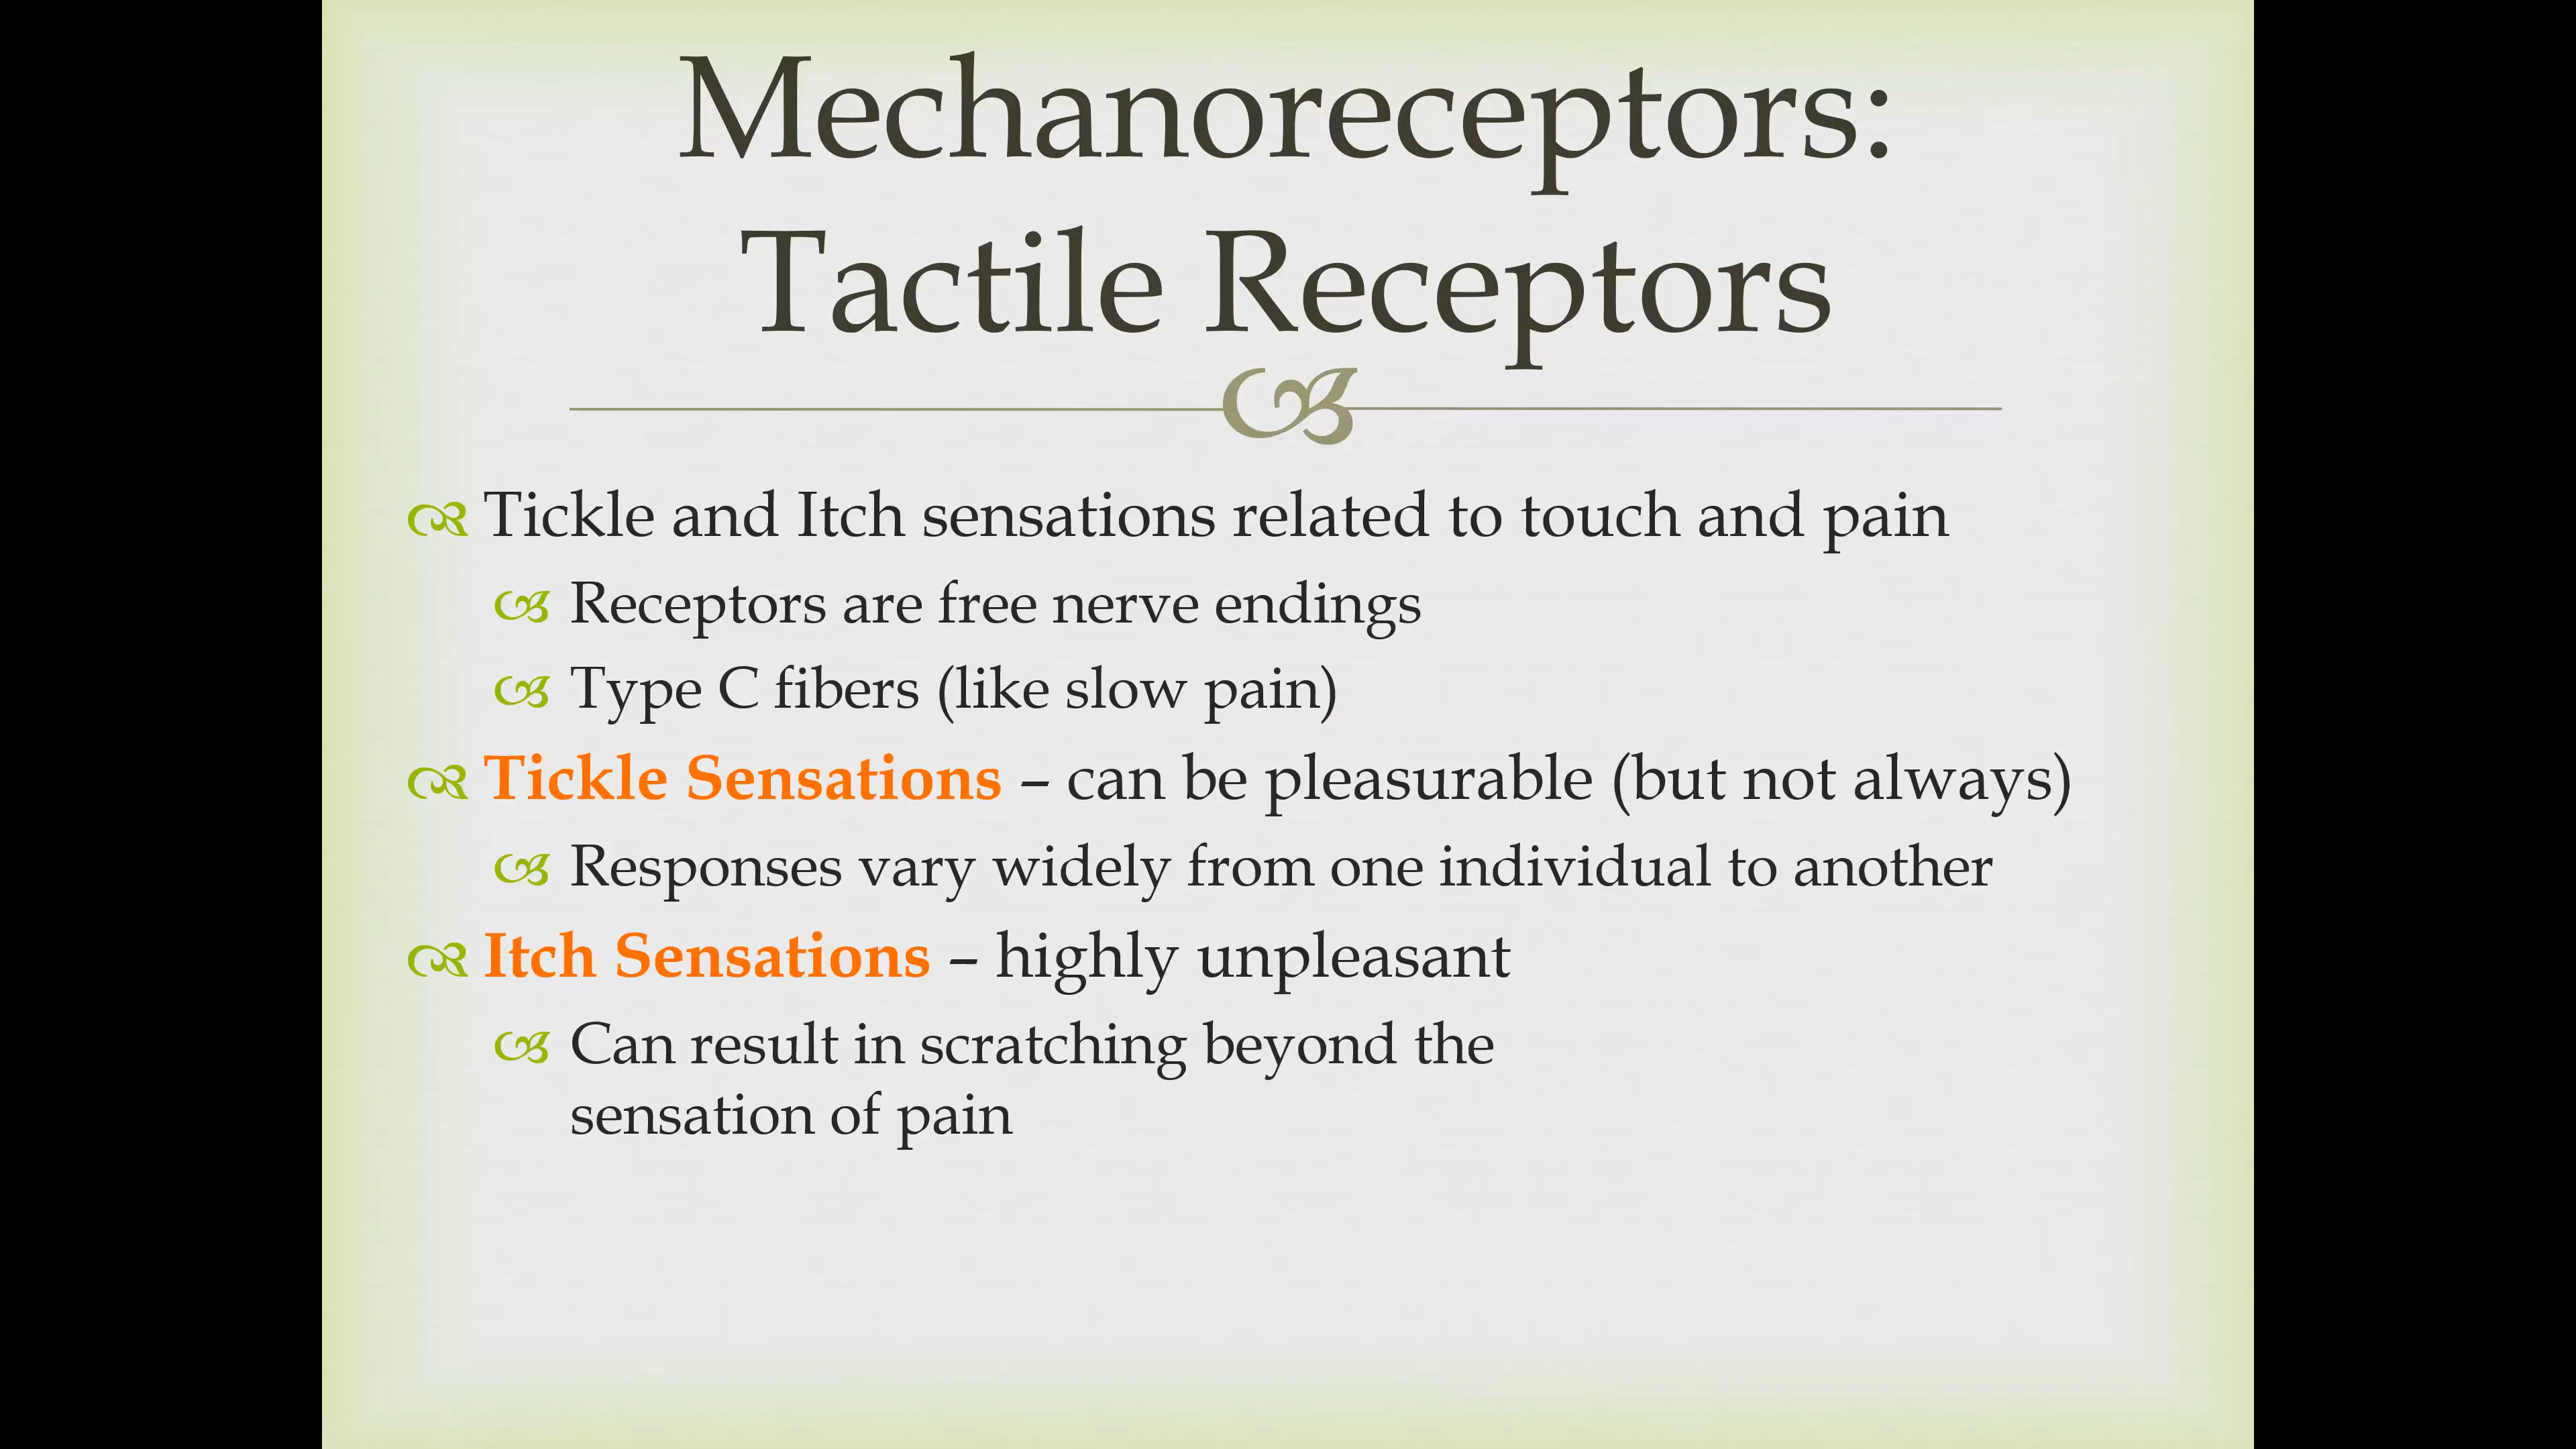 Mechanoreceptors:
Tactile Receptors
Tickle and Itch sensations related to touch and pain
Receptors are free nerve endings
Type C fibers (like slow pain)
Tickle Sensations – can be pleasurable (but not always)
Responses vary widely from one individual to another
Itch Sensations – highly unpleasant
Can result in scratching beyond the
sensation of pain